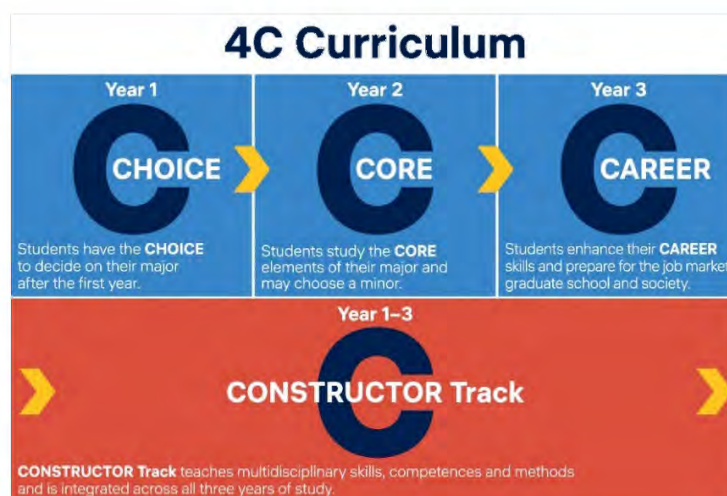 4C Curriculum
Year 1
CHOICE
Students have the CHOICE
to decide on their major
after the first year.
Year 2
CORE
Students study the CORE
elements of their major and
may choose a minor.
Year 3
CAREER
Students enhance their CAREER
skills and prepare for the job market,
graduate school and society.
Year 1–3
CONSTRUCTOR Track
CONSTRUCTOR Track teaches multidisciplinary skills, competences and methods
and is integrated across all three years of study.